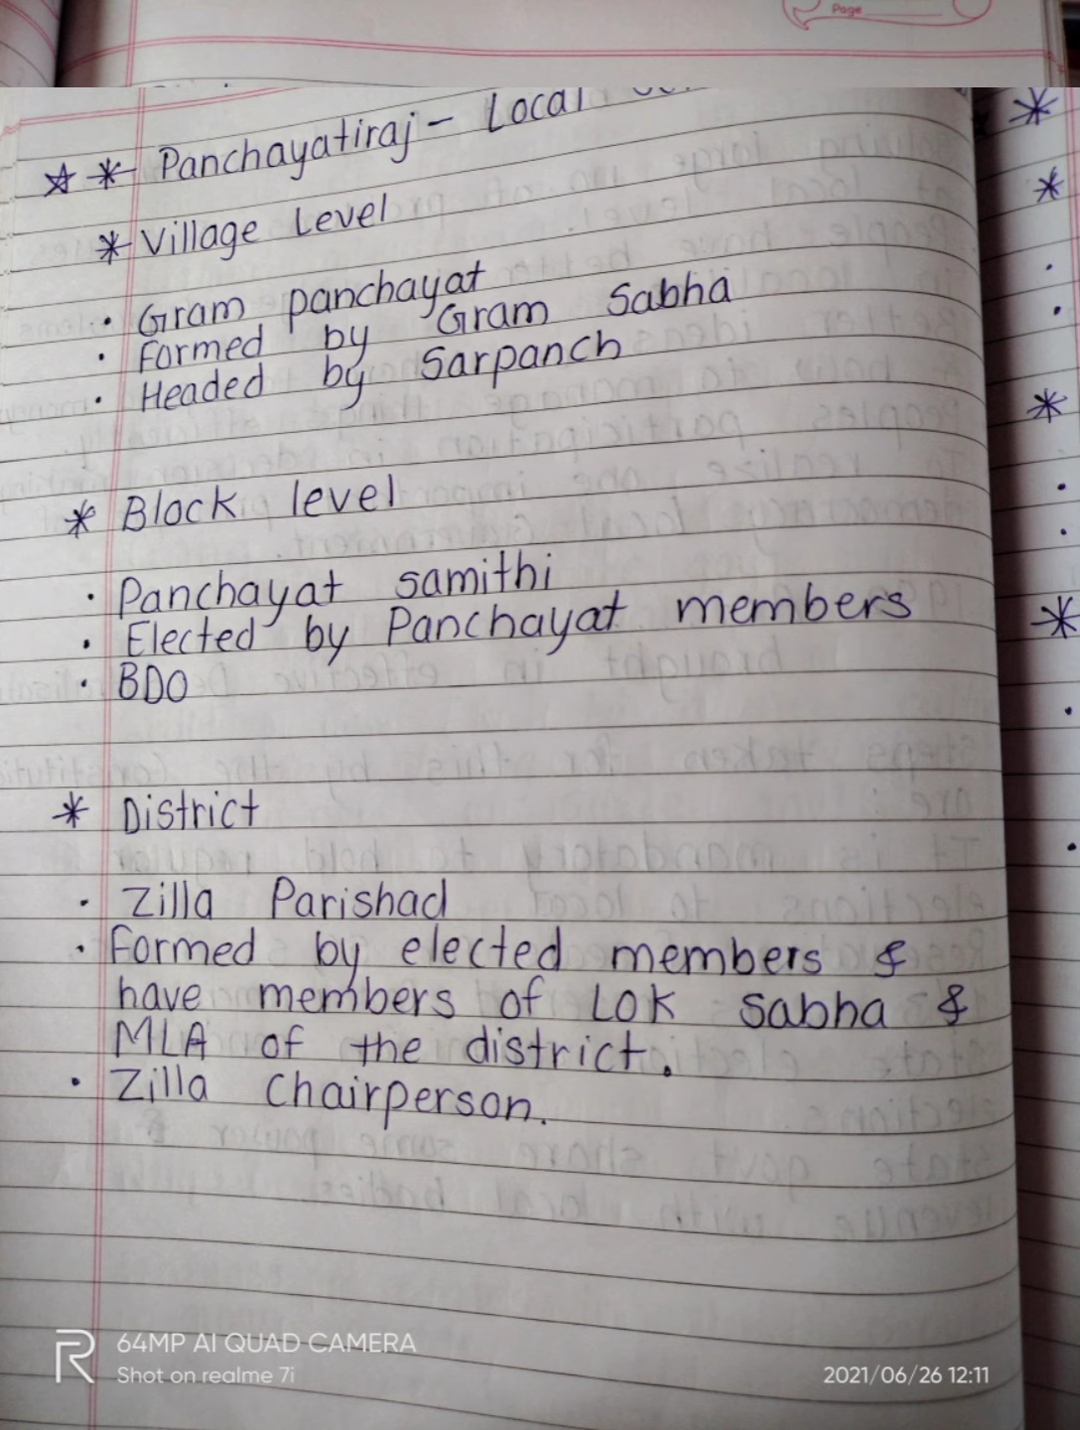 Page
☆ * Panchayatiraj - Local
* Village Level
· Gram panchayat
· Formed by Gram Sabha
· Headed by Sarpanch
* Block level
· Panchayat samithi
· Elected by Panchayat members
· BDO
* District
· Zilla Parishad
· Formed by elected members &
have members of LOK Sabha &
MLA of the district.
· Zilla Chairperson.
R 64MP AI QUAD CAMERA
Shot on realme 7i
2021/06/26 12:11